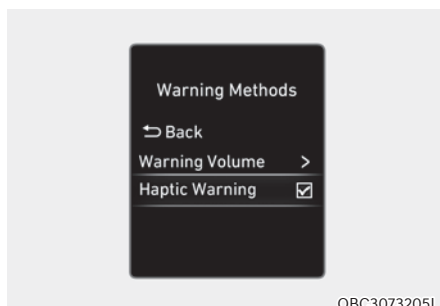 Warning Methods
Back
Warning Volume >
Haptic Warning
OBC3073205L